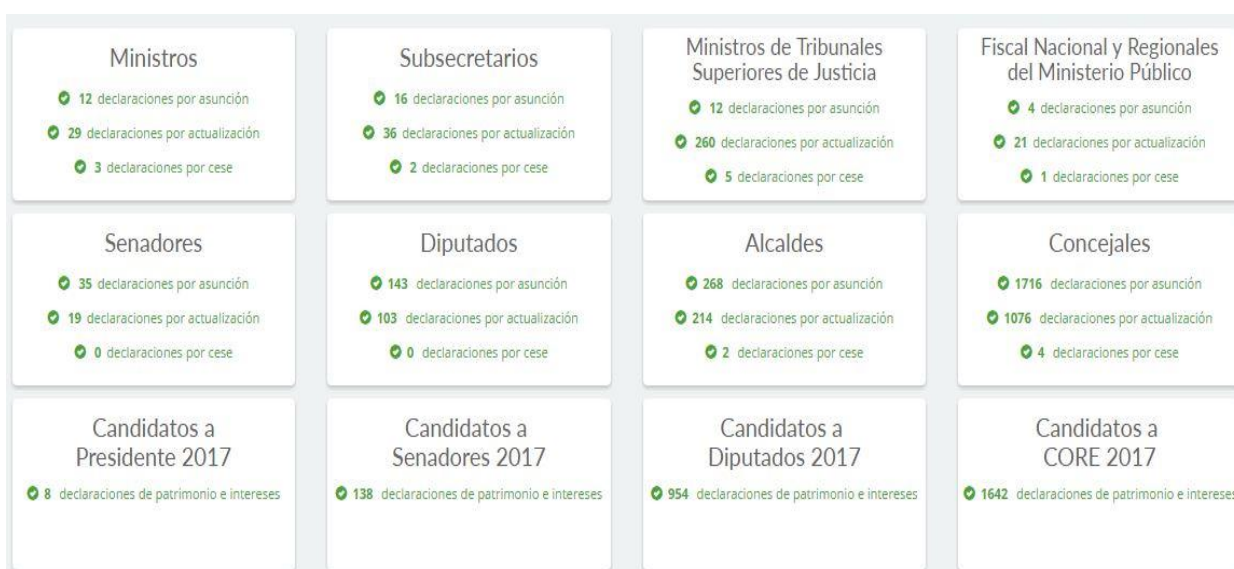 Ministros
12 declaraciones por asunción
29 declaraciones por actualización
3 declaraciones por cese
Subsecretarios
16 declaraciones por asunción
36 declaraciones por actualización
2 declaraciones por cese
Ministros de Tribunales
Superiores de Justicia
12 declaraciones por asunción
260 declaraciones por actualización
5 declaraciones por cese
Fiscal Nacional y Regionales
del Ministerio Público
4 declaraciones por asunción
21 declaraciones por actualización
1 declaraciones por cese
Senadores
35 declaraciones por asunción
19 declaraciones por actualización
0 declaraciones por cese
Diputados
143 declaraciones por asunción
103 declaraciones por actualización
0 declaraciones por cese
Alcaldes
268 declaraciones por asunción
214 declaraciones por actualización
2 declaraciones por cese
Concejales
1716 declaraciones por asunción
1076 declaraciones por actualización
4 declaraciones por cese
Candidatos a
Presidente 2017
8 declaraciones de patrimonio e intereses
Candidatos a
Senadores 2017
138 declaraciones de patrimonio e intereses
Candidatos a
Diputados 2017
954 declaraciones de patrimonio e intereses
Candidatos a
CORE 2017
1642 declaraciones de patrimonio e intereses